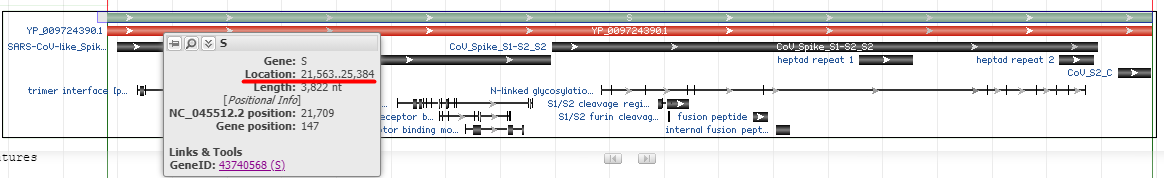 S
YP_009724390.1
YP_009724390.1
SARS-CoV-like_Spik...
CoV_Spike_S1-S2_S2
CoV_Spike_S1-S2_S2
heptad repeat 1
heptad repeat 2
CoV_S2_C
trimer interface [p...
N-linked glycosylatio...
S1/S2 cleavage regi...
eceptor b...
S1/S2 furin cleavag...
fusion peptide
tor binding mo...
internal fusion pept...
S
Gene: S
Location: 21,563..25,384
Length: 3,822 nt
[Positional Info]
NC_045512.2 position: 21,709
Gene position: 147
Links & Tools
GeneID: 43740568 (S)
tures